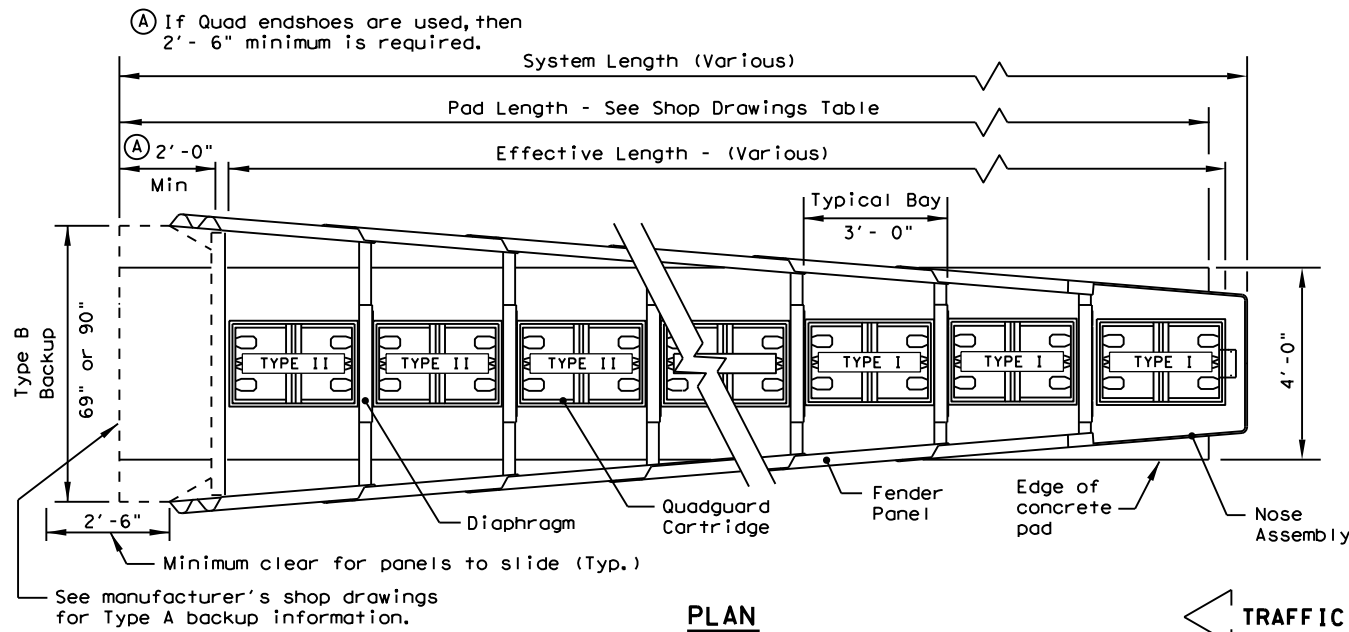 Ⓐ If Quad endshoes are used, then
2'- 6" minimum is required.
System Length (Various)
Pad Length - See Shop Drawings Table
Ⓐ 2'-0"
Min
Effective Length - (Various)
Typical Bay
3'- 0"
Type B
Backup
69" or 90"
TYPE II
TYPE II
TYPE II
TYPE I
TYPE I
TYPE I
4'-0"
2'-6"
Diaphragm
Quadguard
Cartridge
Fender
Panel
Edge of
concrete
pad
Nose
Assembly
Minimum clear for panels to slide (Typ.)
See manufacturer's shop drawings
for Type A backup information.
PLAN
TRAFFIC